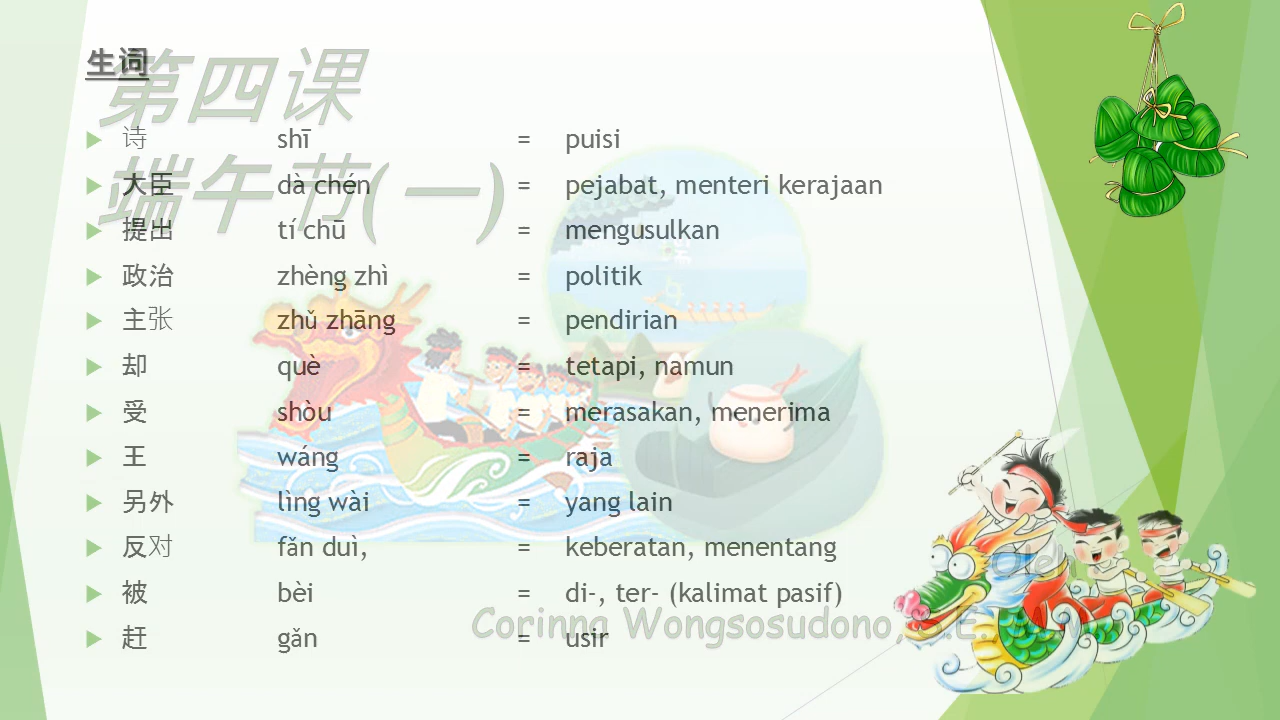 生词
第四课
端午节(一)
诗 shī = puisi
大臣 dà chén = pejabat, menteri kerajaan
提出 tí chū = mengusulkan
政治 zhèng zhì = politik
主张 zhǔ zhāng = pendirian
却 què = tetapi, namun
受 shòu = merasakan, menerima
王 wáng = raja
另外 lìng wài = yang lain
反对 fǎn duì, = keberatan, menentang
被 bèi = di-, ter- (kalimat pasif)
赶 gǎn = usir
Oleh
Corinna Wongsosudono, S.E.